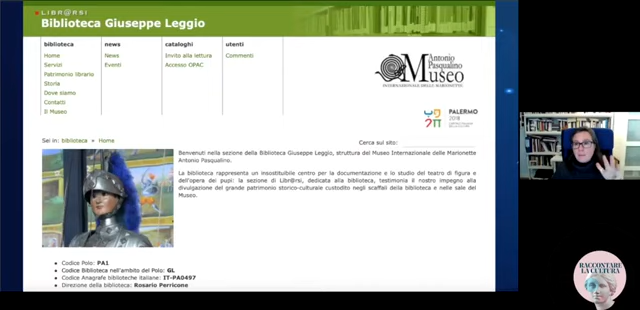 LIBR@RSI
Biblioteca Giuseppe Leggio
biblioteca
news
cataloghi
utenti
Home
News
Invito alla lettura
Commenti
Servizi
Eventi
Accesso OPAC
Patrimonio librario
Storia
Dove siamo
Contatti
Il Museo
Antonio
Pasqualino
Museo
INTERNAZIONALE DELLE MARIONETTE
PALERMO
2018
Sei in: biblioteca » Home
Cerca sul sito:
Benvenuti nella sezione della Biblioteca Giuseppe Leggio, struttura del Museo Internazionale delle Marionette
Antonio Pasqualino.
La biblioteca rappresenta un insostituibile centro per la documentazione e lo studio del teatro di figura e
dell'opera dei pupi: la sezione di Libr@rsi, dedicata alla biblioteca, testimonia il nostro impegno alla
divulgazione del grande patrimonio storico-culturale custodito negli scaffali della biblioteca e nelle sale del
Museo.
Codice Polo: PA1
Codice Biblioteca nell'ambito del Polo: GL
Codice Anagrafe biblioteche italiane: IT-PA0497
Direzione della biblioteca: Rosario Perricone
RACCONTARE
LA CULTURA